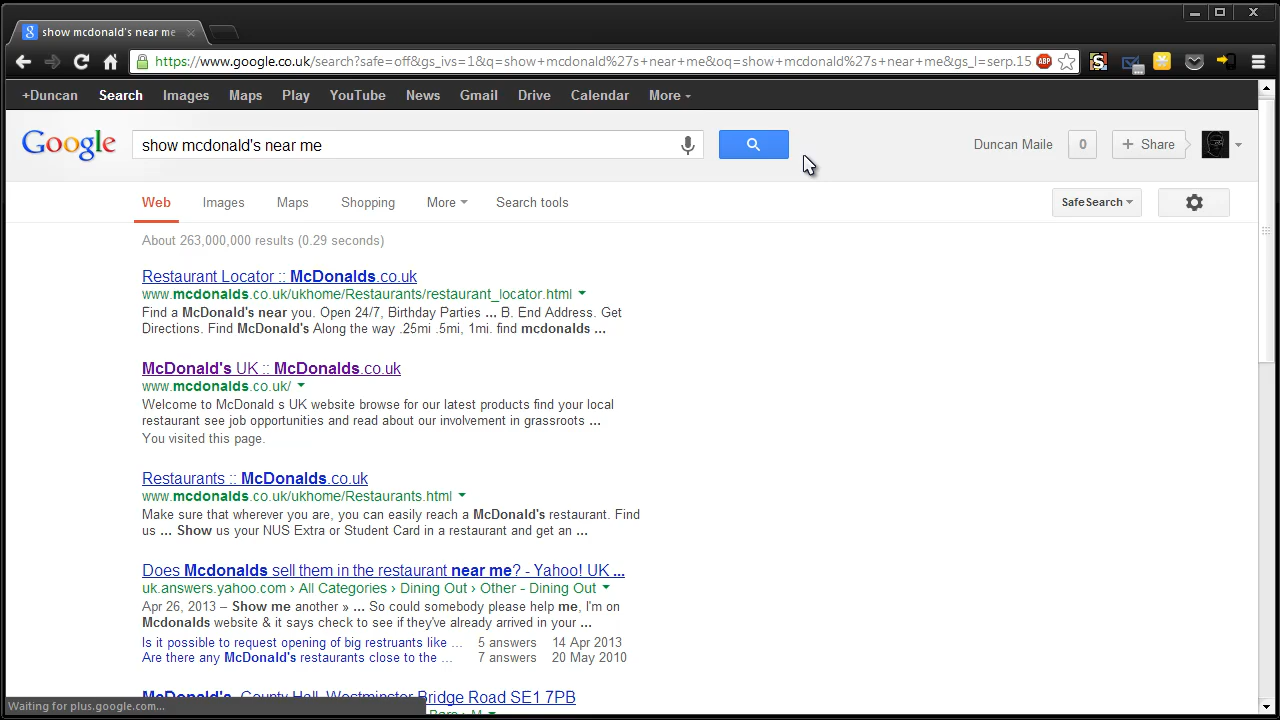 show mcdonald's near me
https://www.google.co.uk/search?safe=off&gs_ivs=1&q=show+mcdonald%27s+near+me&oq=show+mcdonald%27s+near+me&gs_l=serp.15
ABP
+Duncan Search Images Maps Play YouTube News Gmail Drive Calendar More
Google
show mcdonald's near me
Duncan Maile 0 + Share
Web Images Maps Shopping More Search tools SafeSearch
About 263,000,000 results (0.29 seconds)
Restaurant Locator :: McDonalds.co.uk
www.mcdonalds.co.uk/ukhome/Restaurants/restaurant_locator.html
Find a McDonald's near you. Open 24/7, Birthday Parties ... B. End Address. Get
Directions. Find McDonald's Along the way .25mi .5mi, 1mi. find mcdonalds ...
McDonald's UK :: McDonalds.co.uk
www.mcdonalds.co.uk/
Welcome to McDonald s UK website browse for our latest products find your local
restaurant see job opportunities and read about our involvement in grassroots ...
You visited this page.
Restaurants :: McDonalds.co.uk
www.mcdonalds.co.uk/ukhome/Restaurants.html
Make sure that wherever you are, you can easily reach a McDonald's restaurant. Find
us ... Show us your NUS Extra or Student Card in a restaurant and get an ...
Does Mcdonalds sell them in the restaurant near me? - Yahoo! UK ...
uk.answers.yahoo.com › All Categories › Dining Out › Other - Dining Out
Apr 26, 2013 – Show me another » ... So could somebody please help me, I'm on
Mcdonalds website & it says check to see if they've already arrived in your ...
Is it possible to request opening of big restruants like ... 5 answers 14 Apr 2013
Are there any McDonald's restaurants close to the ... 7 answers 20 May 2010
McDonald's, County Hall, Westminster Bridge Road SE1 7PB
Waiting for plus.google.com...